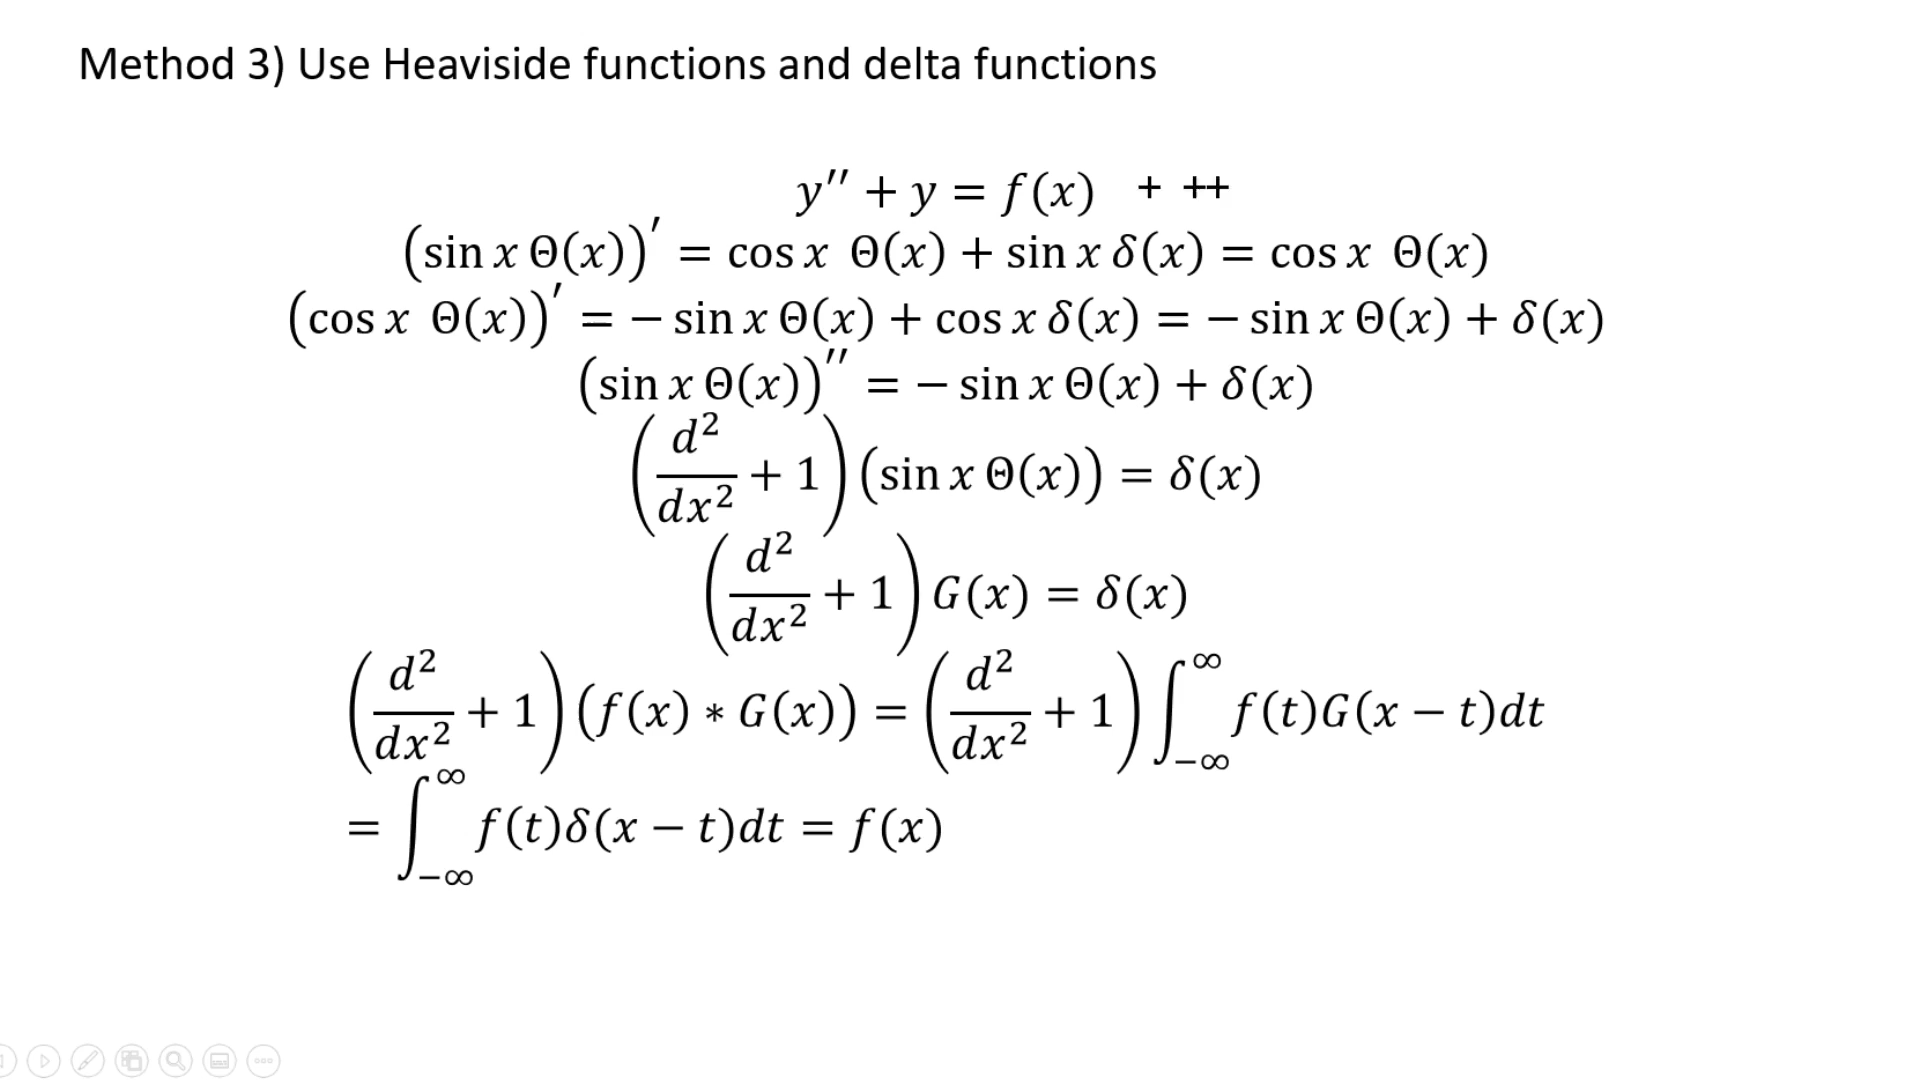 Method 3) Use Heaviside functions and delta functions
y′′ + y = f(x) + ++
(sin x Θ(x))′ = cos x Θ(x) + sin x δ(x) = cos x Θ(x)
(cos x Θ(x))′ = − sin x Θ(x) + cos x δ(x) = − sin x Θ(x) + δ(x)
(sin x Θ(x))′′ = − sin x Θ(x) + δ(x)
(d²/dx² + 1)(sin x Θ(x)) = δ(x)
(d²/dx² + 1) G(x) = δ(x)
(d²/dx² + 1)(f(x) ∗ G(x)) = (d²/dx² + 1) ∫_{−∞}^{∞} f(t)G(x − t)dt
= ∫_{−∞}^{∞} f(t)δ(x − t)dt = f(x)